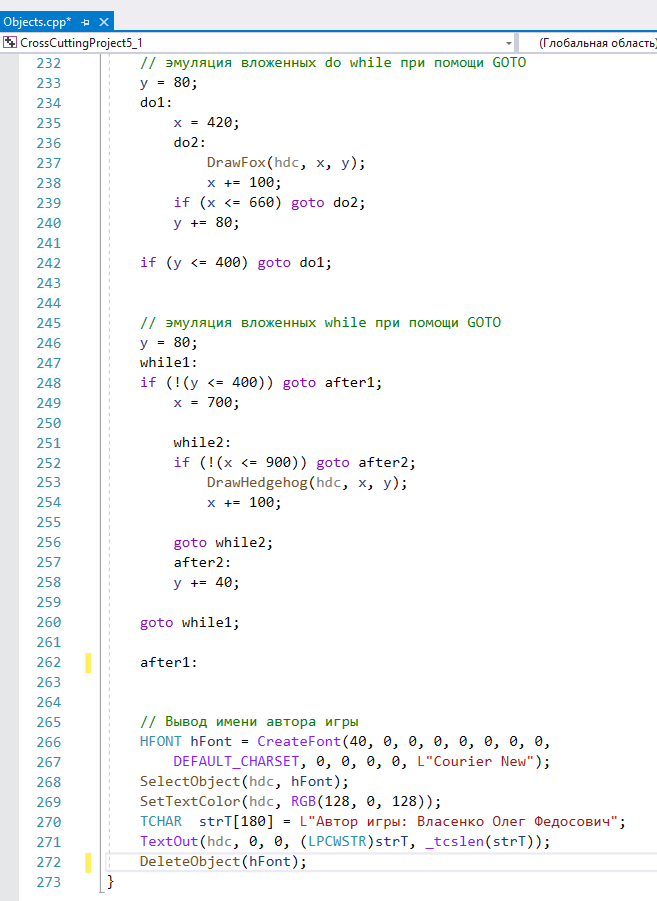 Objects.cpp*
CrossCuttingProject5_1 (Глобальная область)
232 // эмуляция вложенных do while при помощи GOTO
233 y = 80;
234 do1:
235 x = 420;
236 do2:
237 DrawFox(hdc, x, y);
238 x += 100;
239 if (x <= 660) goto do2;
240 y += 80;
241
242 if (y <= 400) goto do1;
243
244
245 // эмуляция вложенных while при помощи GOTO
246 y = 80;
247 while1:
248 if (!(y <= 400)) goto after1;
249 x = 700;
250
251 while2:
252 if (!(x <= 900)) goto after2;
253 DrawHedgehog(hdc, x, y);
254 x += 100;
255
256 goto while2;
257 after2:
258 y += 40;
259
260 goto while1;
261
262 after1:
263
264
265 // Вывод имени автора игры
266 HFONT hFont = CreateFont(40, 0, 0, 0, 0, 0, 0, 0,
267 DEFAULT_CHARSET, 0, 0, 0, 0, L"Courier New");
268 SelectObject(hdc, hFont);
269 SetTextColor(hdc, RGB(128, 0, 128));
270 TCHAR  strT[180] = L"Автор игры: Власенко Олег Федосович";
271 TextOut(hdc, 0, 0, (LPCWSTR)strT, _tcslen(strT));
272 DeleteObject(hFont);
273 }